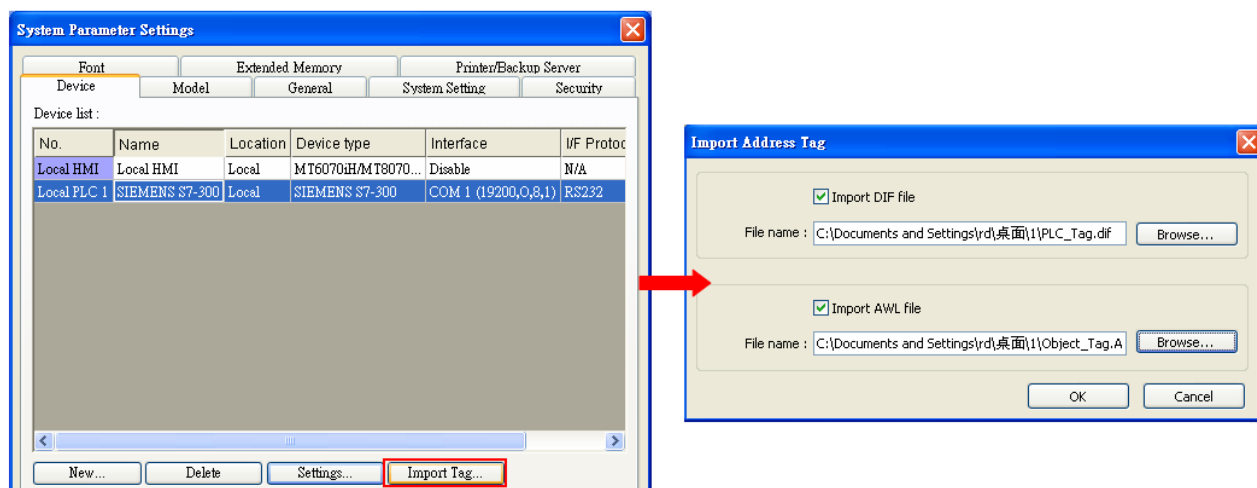 System Parameter Settings
Font Extended Memory Printer/Backup Server
Device Model General System Setting Security
Device list :
No. Name Location Device type Interface I/F Protoc
Local HMI Local HMI Local MT6070iH/MT8070... Disable N/A
Local PLC 1 SIEMENS S7-300 Local SIEMENS S7-300 COM 1 (19200,O,8,1) RS232
New... Delete Settings... Import Tag...
Import Address Tag
Import DIF file
File name : C:\Documents and Settings\rd\桌面\1\PLC_Tag.dif Browse...
Import AWL file
File name : C:\Documents and Settings\rd\桌面\1\Object_Tag.A Browse...
OK Cancel